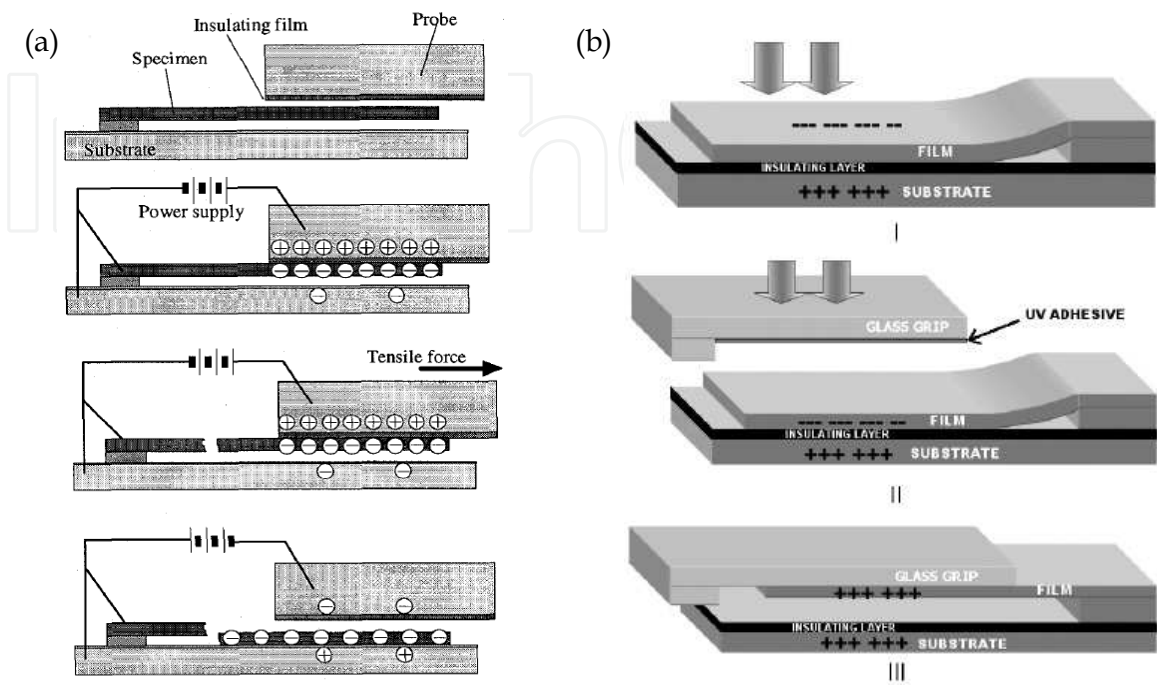 (a)
Insulating film
Probe
Specimen
Substrate
Power supply
Tensile force
(b)
FILM
INSULATING LAYER
+++ +++ SUBSTRATE
I
GLASS GRIP
UV ADHESIVE
FILM
INSULATING LAYER
+++ +++ SUBSTRATE
II
GLASS GRIP
+++ +++ FILM
INSULATING LAYER
+++ +++ SUBSTRATE
III